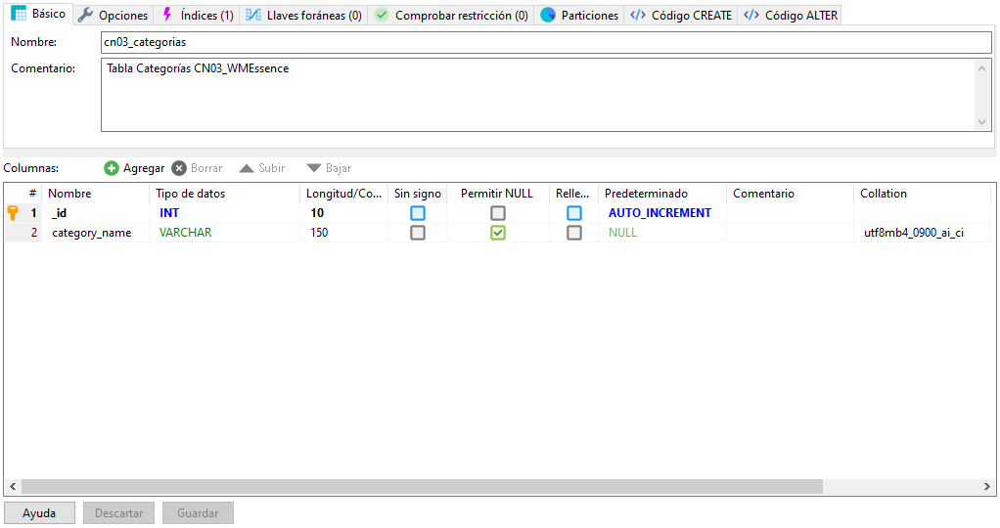 Básico Opciones Índices (1) Llaves foráneas (0) Comprobar restricción (0) Particiones Código CREATE Código ALTER
Nombre: cn03_categorias
Comentario: Tabla Categorías CN03_WMEssence
Columnas: Agregar Borrar Subir Bajar
# Nombre Tipo de datos Longitud/Co... Sin signo Permitir NULL Relle... Predeterminado Comentario Collation
1 _id INT 10 AUTO_INCREMENT
2 category_name VARCHAR 150 NULL utf8mb4_0900_ai_ci
Ayuda Descartar Guardar